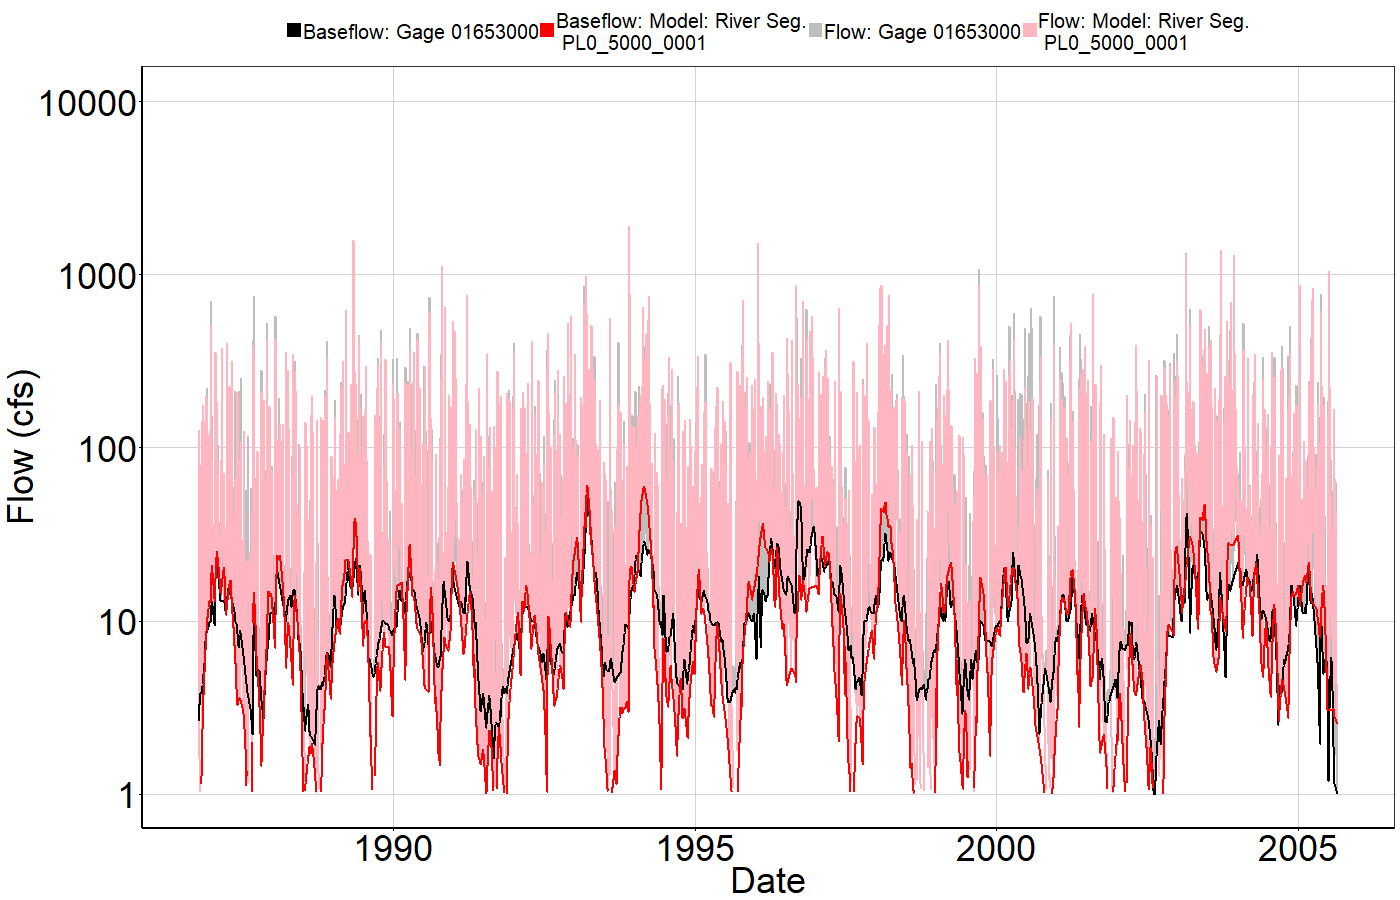 Baseflow: Gage 01653000 Baseflow: Model: River Seg. Flow: Gage 01653000 Flow: Model: River Seg.
PL0_5000_0001 PL0_5000_0001
10000
1000
100
10
1
Flow (cfs)
1990 1995 2000 2005
Date